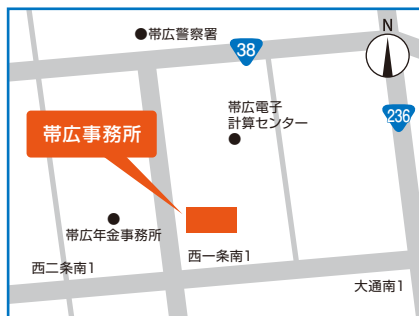 帯広警察署
38
N
帯広電子
計算センター
236
帯広事務所
帯広年金事務所
西一条南1
西二条南1
大通南1